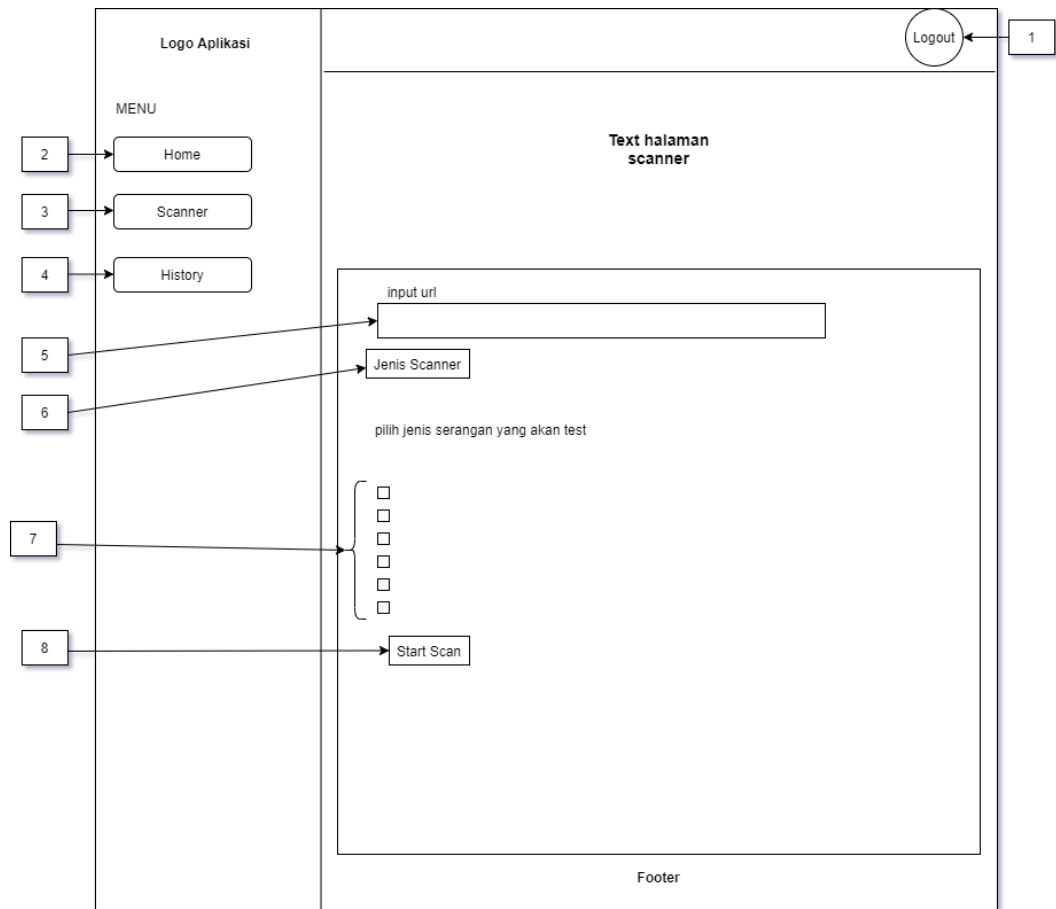 Logo Aplikasi
Logout
1
MENU
2
Home
3
Scanner
4
History
Text halaman
scanner
input url
5
Jenis Scanner
6
pilih jenis serangan yang akan test
7
8
Start Scan
Footer